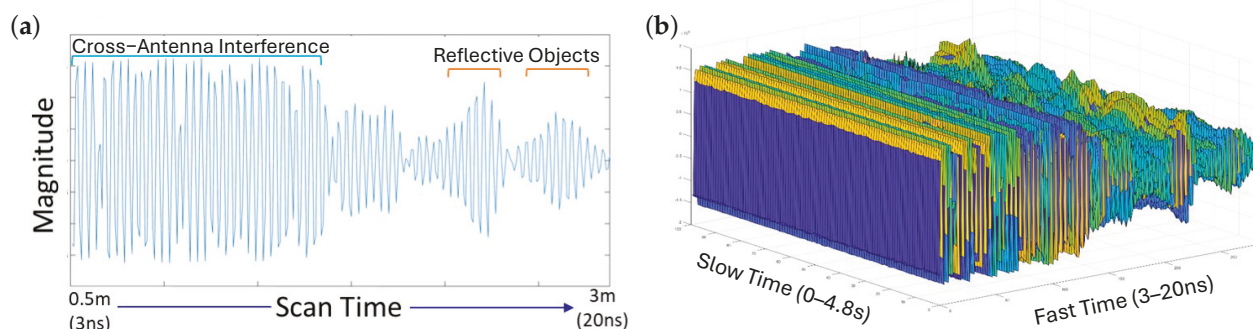 (a)
Cross–Antenna Interference
Reflective Objects
Magnitude
0.5m
(3ns)
Scan Time
3m
(20ns)
(b)
Slow Time (0–4.8s)
Fast Time (3–20ns)